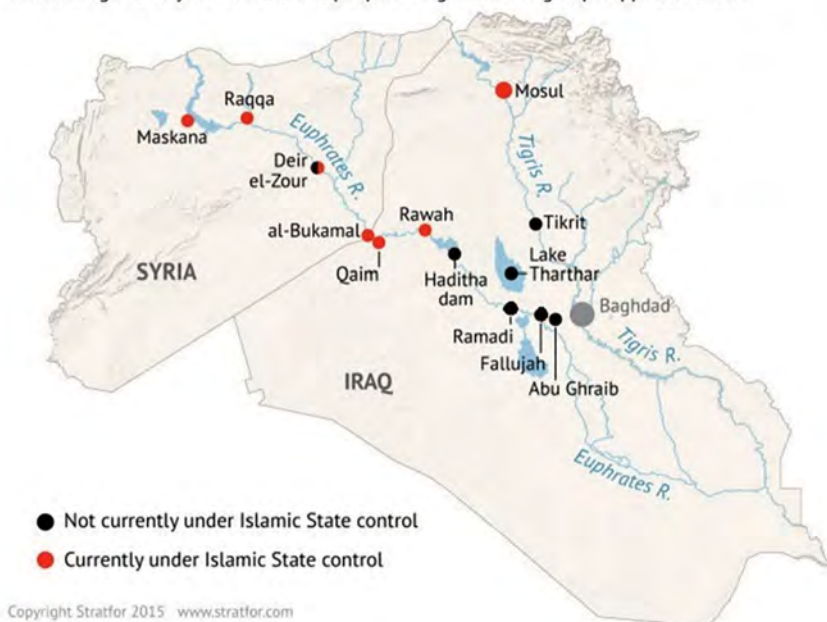 Mosul
Raqqa
Maskana
Euphrates R.
Tigris R.
Deir
el-Zour
Rawah
Tikrit
al-Bukamal
Lake
Tharthar
Qaim
Haditha
dam
SYRIA
Baghdad
Ramadi
Tigris R.
Fallujah
IRAQ
Abu Ghraib
Euphrates R.
Not currently under Islamic State control
Currently under Islamic State control
Copyright Stratfor 2015 www.stratfor.com